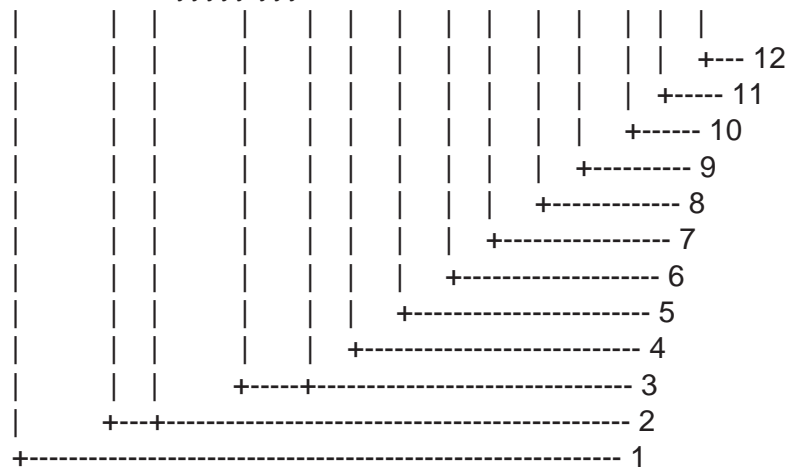 | | | | | | | | | | | | | |
| | | | | | | | | | | | | +--- 12
| | | | | | | | | | | | +----- 11
| | | | | | | | | | | +------ 10
| | | | | | | | | | +---------- 9
| | | | | | | | | +------------- 8
| | | | | | | | +----------------- 7
| | | | | | | +-------------------- 6
| | | | | | +------------------------ 5
| | | | | +---------------------------- 4
| | | +-----+-------------------------------- 3
| +---+----------------------------------------------- 2
+------------------------------------------------------------ 1